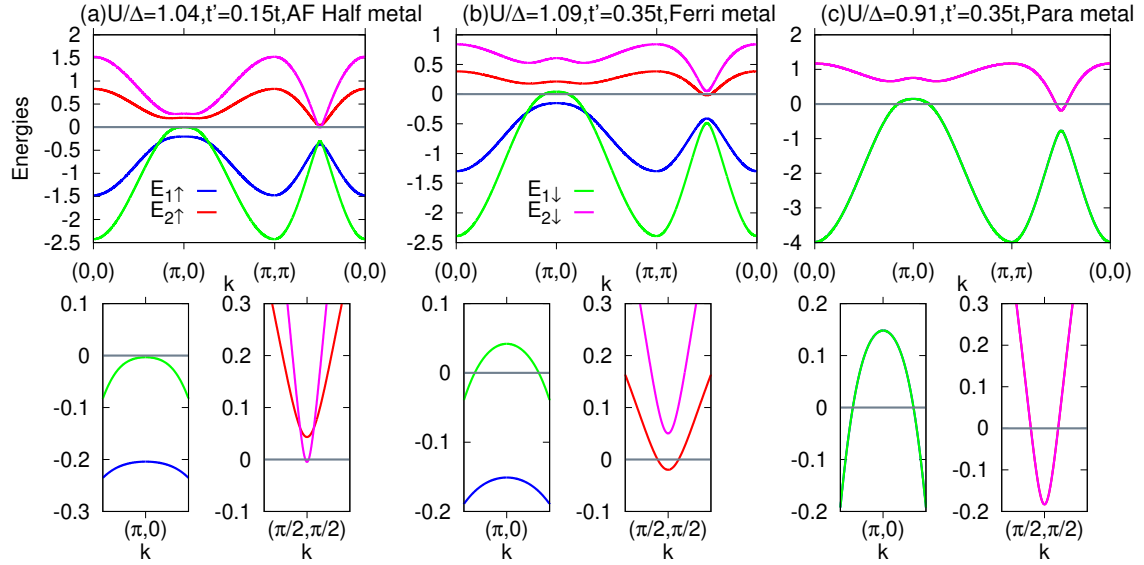 (a)U/Δ=1.04,t'=0.15t,AF Half metal
(b)U/Δ=1.09,t'=0.35t,Ferri metal
(c)U/Δ=0.91,t'=0.35t,Para metal
Energies
2
1.5
1
0.5
0
-0.5
-1
-1.5
-2
-2.5
E1↑
E2↑
(0,0) (π,0) (π,π) (0,0)
k
1
0.5
0
-0.5
-1
-1.5
-2
-2.5
E1↓
E2↓
(0,0) (π,0) (π,π) (0,0)
k
2
1
0
-1
-2
-3
-4
(0,0) (π,0) (π,π) (0,0)
k
0.1
0
-0.1
-0.2
-0.3
(π,0)
k
0.3
0.2
0.1
0
-0.1
(π/2,π/2)
k
0.1
0
-0.1
-0.2
(π,0)
k
0.3
0.2
0.1
0
-0.1
(π/2,π/2)
k
0.2
0.1
0
-0.1
-0.2
(π,0)
k
0.3
0.2
0.1
0
-0.1
-0.2
(π/2,π/2)
k